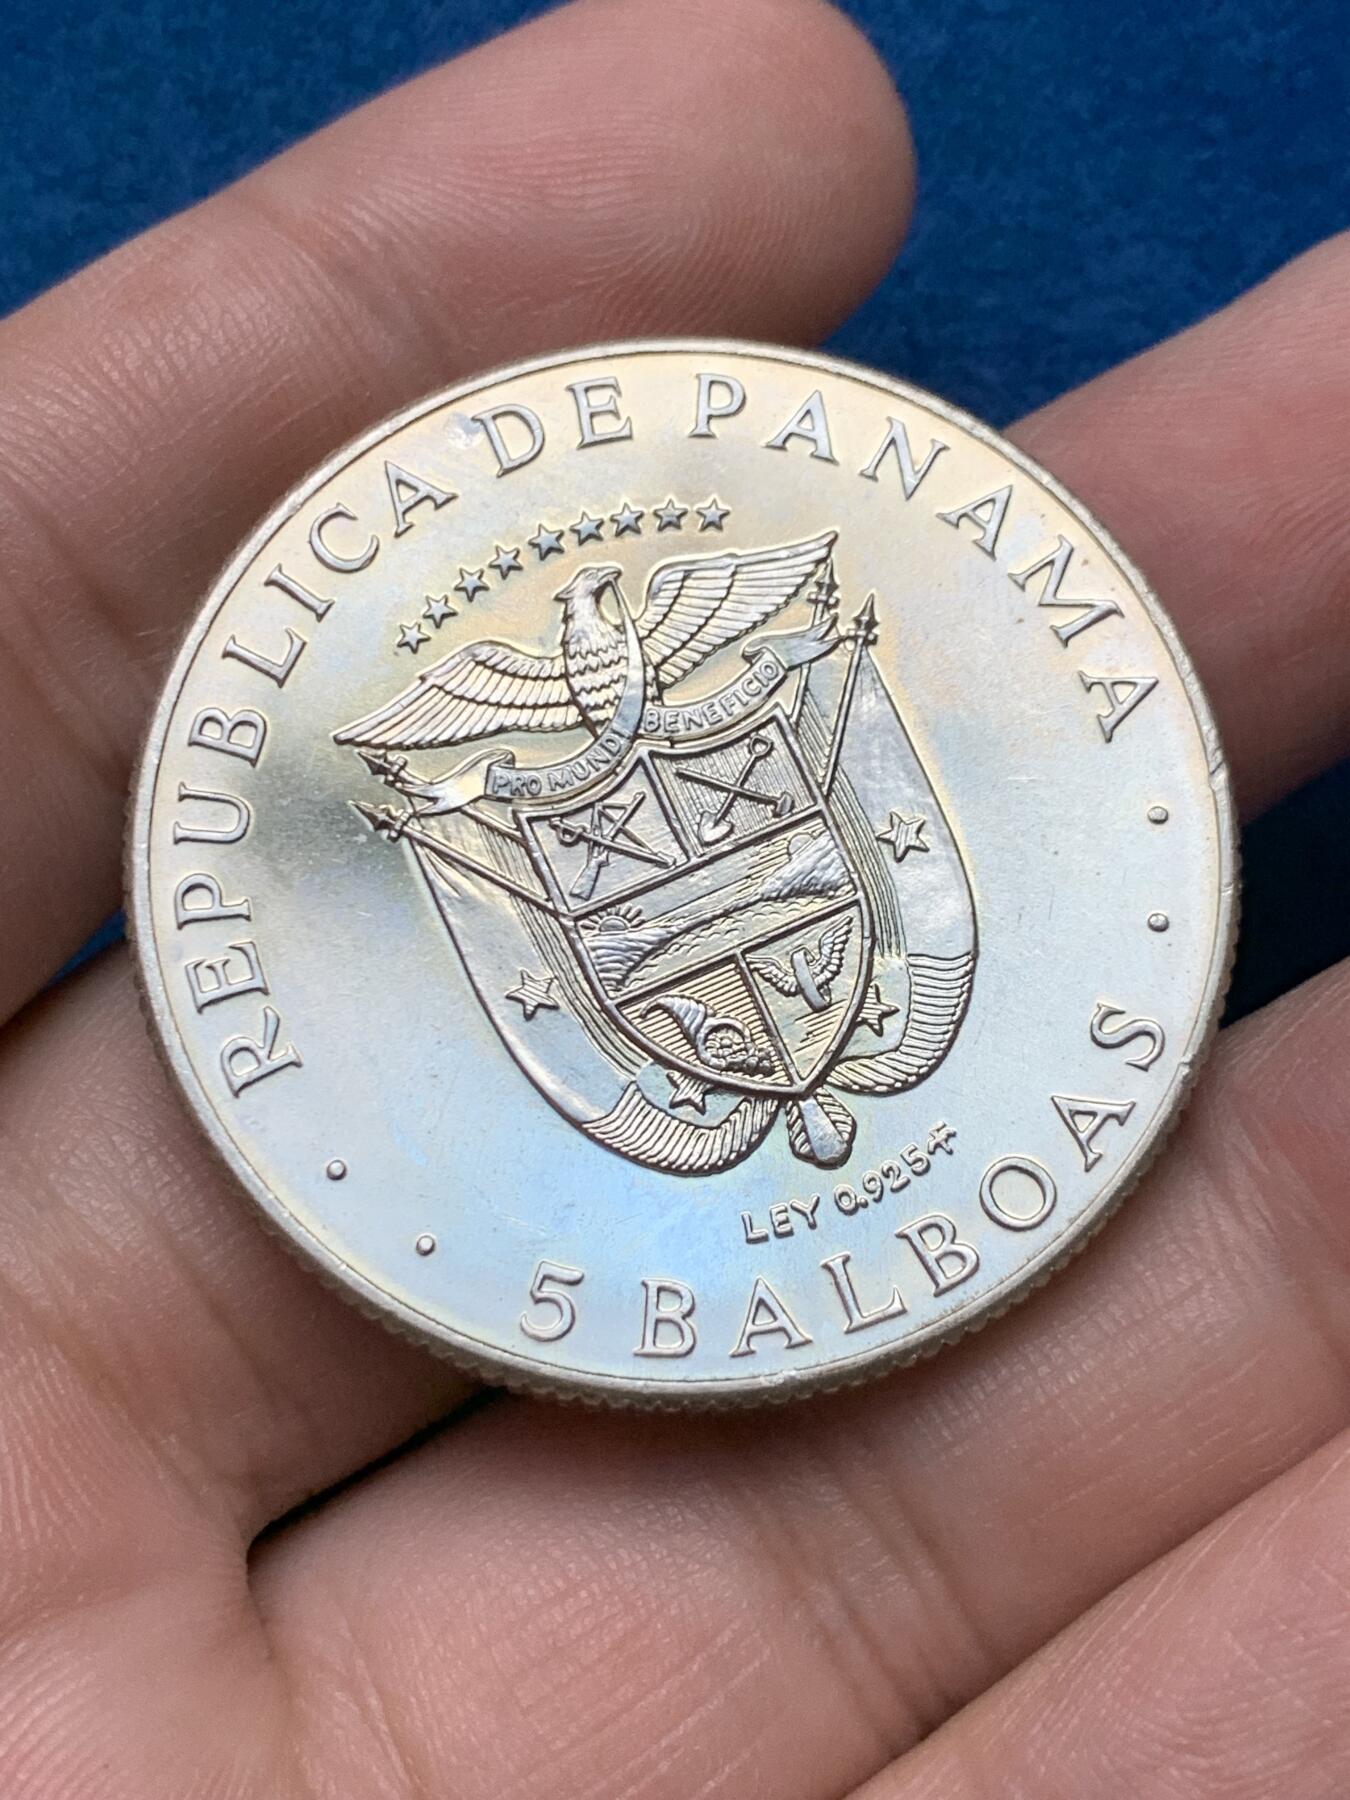 REPUBLICA DE PANAMA
PRO MUNDI BENEFICIO
LEY 0.925
5 BALBOAS